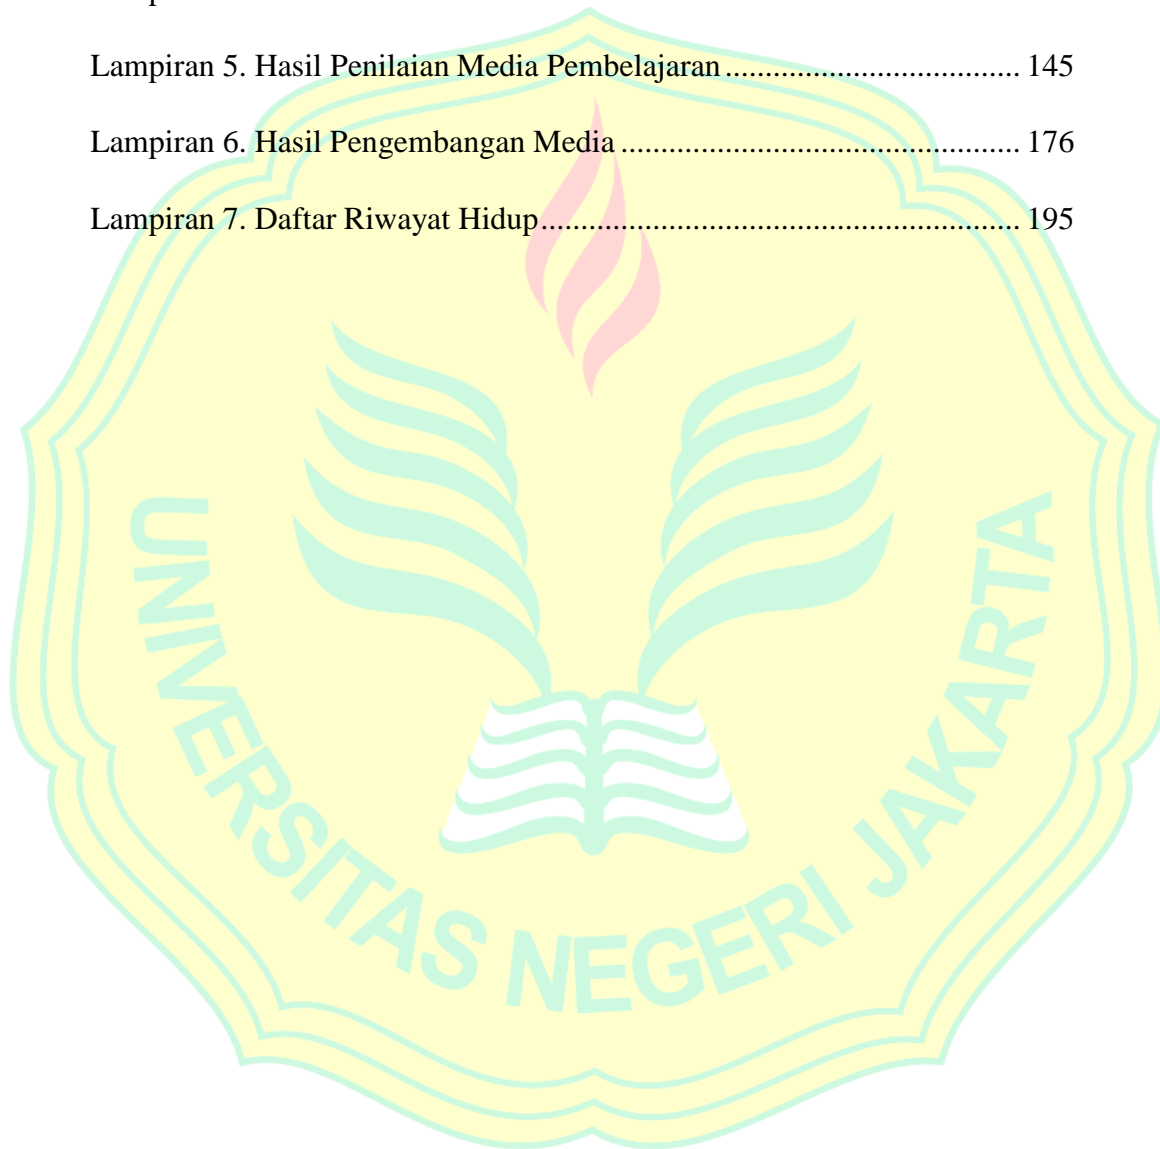 Lampiran 5. Hasil Penilaian Media Pembelajaran ..................................... 145
Lampiran 6. Hasil Pengembangan Media .................................................. 176
Lampiran 7. Daftar Riwayat Hidup ............................................................ 195
UNIVERSITAS NEGERI JAKARTA